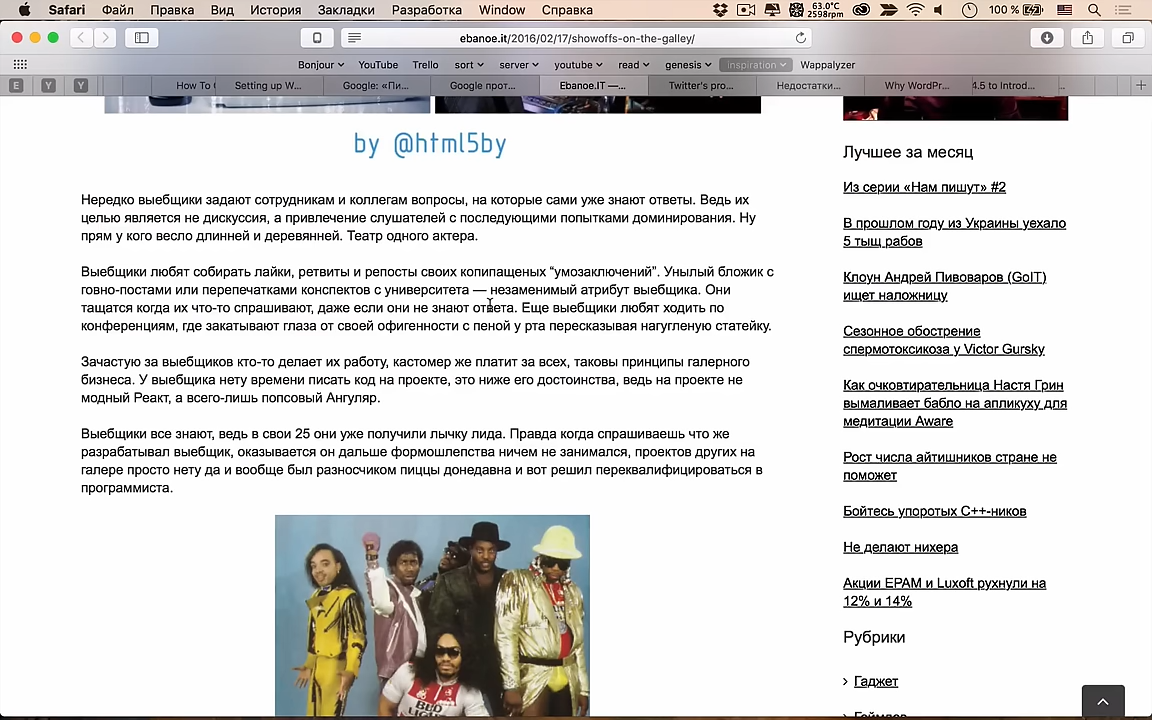 Safari Файл Правка Вид История Закладки Разработка Window Справка 63.0°C 2598rpm 100 %
ebanoe.it/2016/02/17/showoffs-on-the-galley/
Bonjour YouTube Trello sort server youtube read genesis inspiration Wappalyzer
E Y Y How To Setting up W... Google: «Пи... Google прот... Ebanoe.IT —... Twitter's pro... Недостатки... Why WordPr... 4.5 to Introd...
by @html5by
Нередко выебщики задают сотрудникам и коллегам вопросы, на которые сами уже знают ответы. Ведь их
целью является не дискуссия, а привлечение слушателей с последующими попытками доминирования. Ну
прям у кого весло длинней и деревянней. Театр одного актера.
Выебщики любят собирать лайки, ретвиты и репосты своих копипащеных “умозаключений”. Унылый бложик с
говно-постами или перепечатками конспектов с университета — незаменимый атрибут выебщика. Они
тащатся когда их что-то спрашивают, даже если они не знают ответа. Еще выебщики любят ходить по
конференциям, где закатывают глаза от своей офигенности с пеной у рта пересказывая нагугленую статейку.
Зачастую за выебщиков кто-то делает их работу, кастомер же платит за всех, таковы принципы галерного
бизнеса. У выебщика нету времени писать код на проекте, это ниже его достоинства, ведь на проекте не
модный Реакт, а всего-лишь попсовый Ангуляр.
Выебщики все знают, ведь в свои 25 они уже получили лычку лида. Правда когда спрашиваешь что же
разрабатывал выебщик, оказывается он дальше формошлепства ничем не занимался, проектов других на
галере просто нету да и вообще был разносчиком пиццы донедавна и вот решил переквалифицироваться в
программиста.
Лучшее за месяц
Из серии «Нам пишут» #2
В прошлом году из Украины уехало
5 тыщ рабов
Клоун Андрей Пивоваров (GoIT)
ищет наложницу
Сезонное обострение
спермотоксикоза у Victor Gursky
Как очковтирательница Настя Грин
вымаливает бабло на апликуху для
медитации Aware
Рост числа айтишников стране не
поможет
Бойтесь упоротых C++-ников
Не делают нихера
Акции EPAM и Luxoft рухнули на
12% и 14%
Рубрики
Гаджет